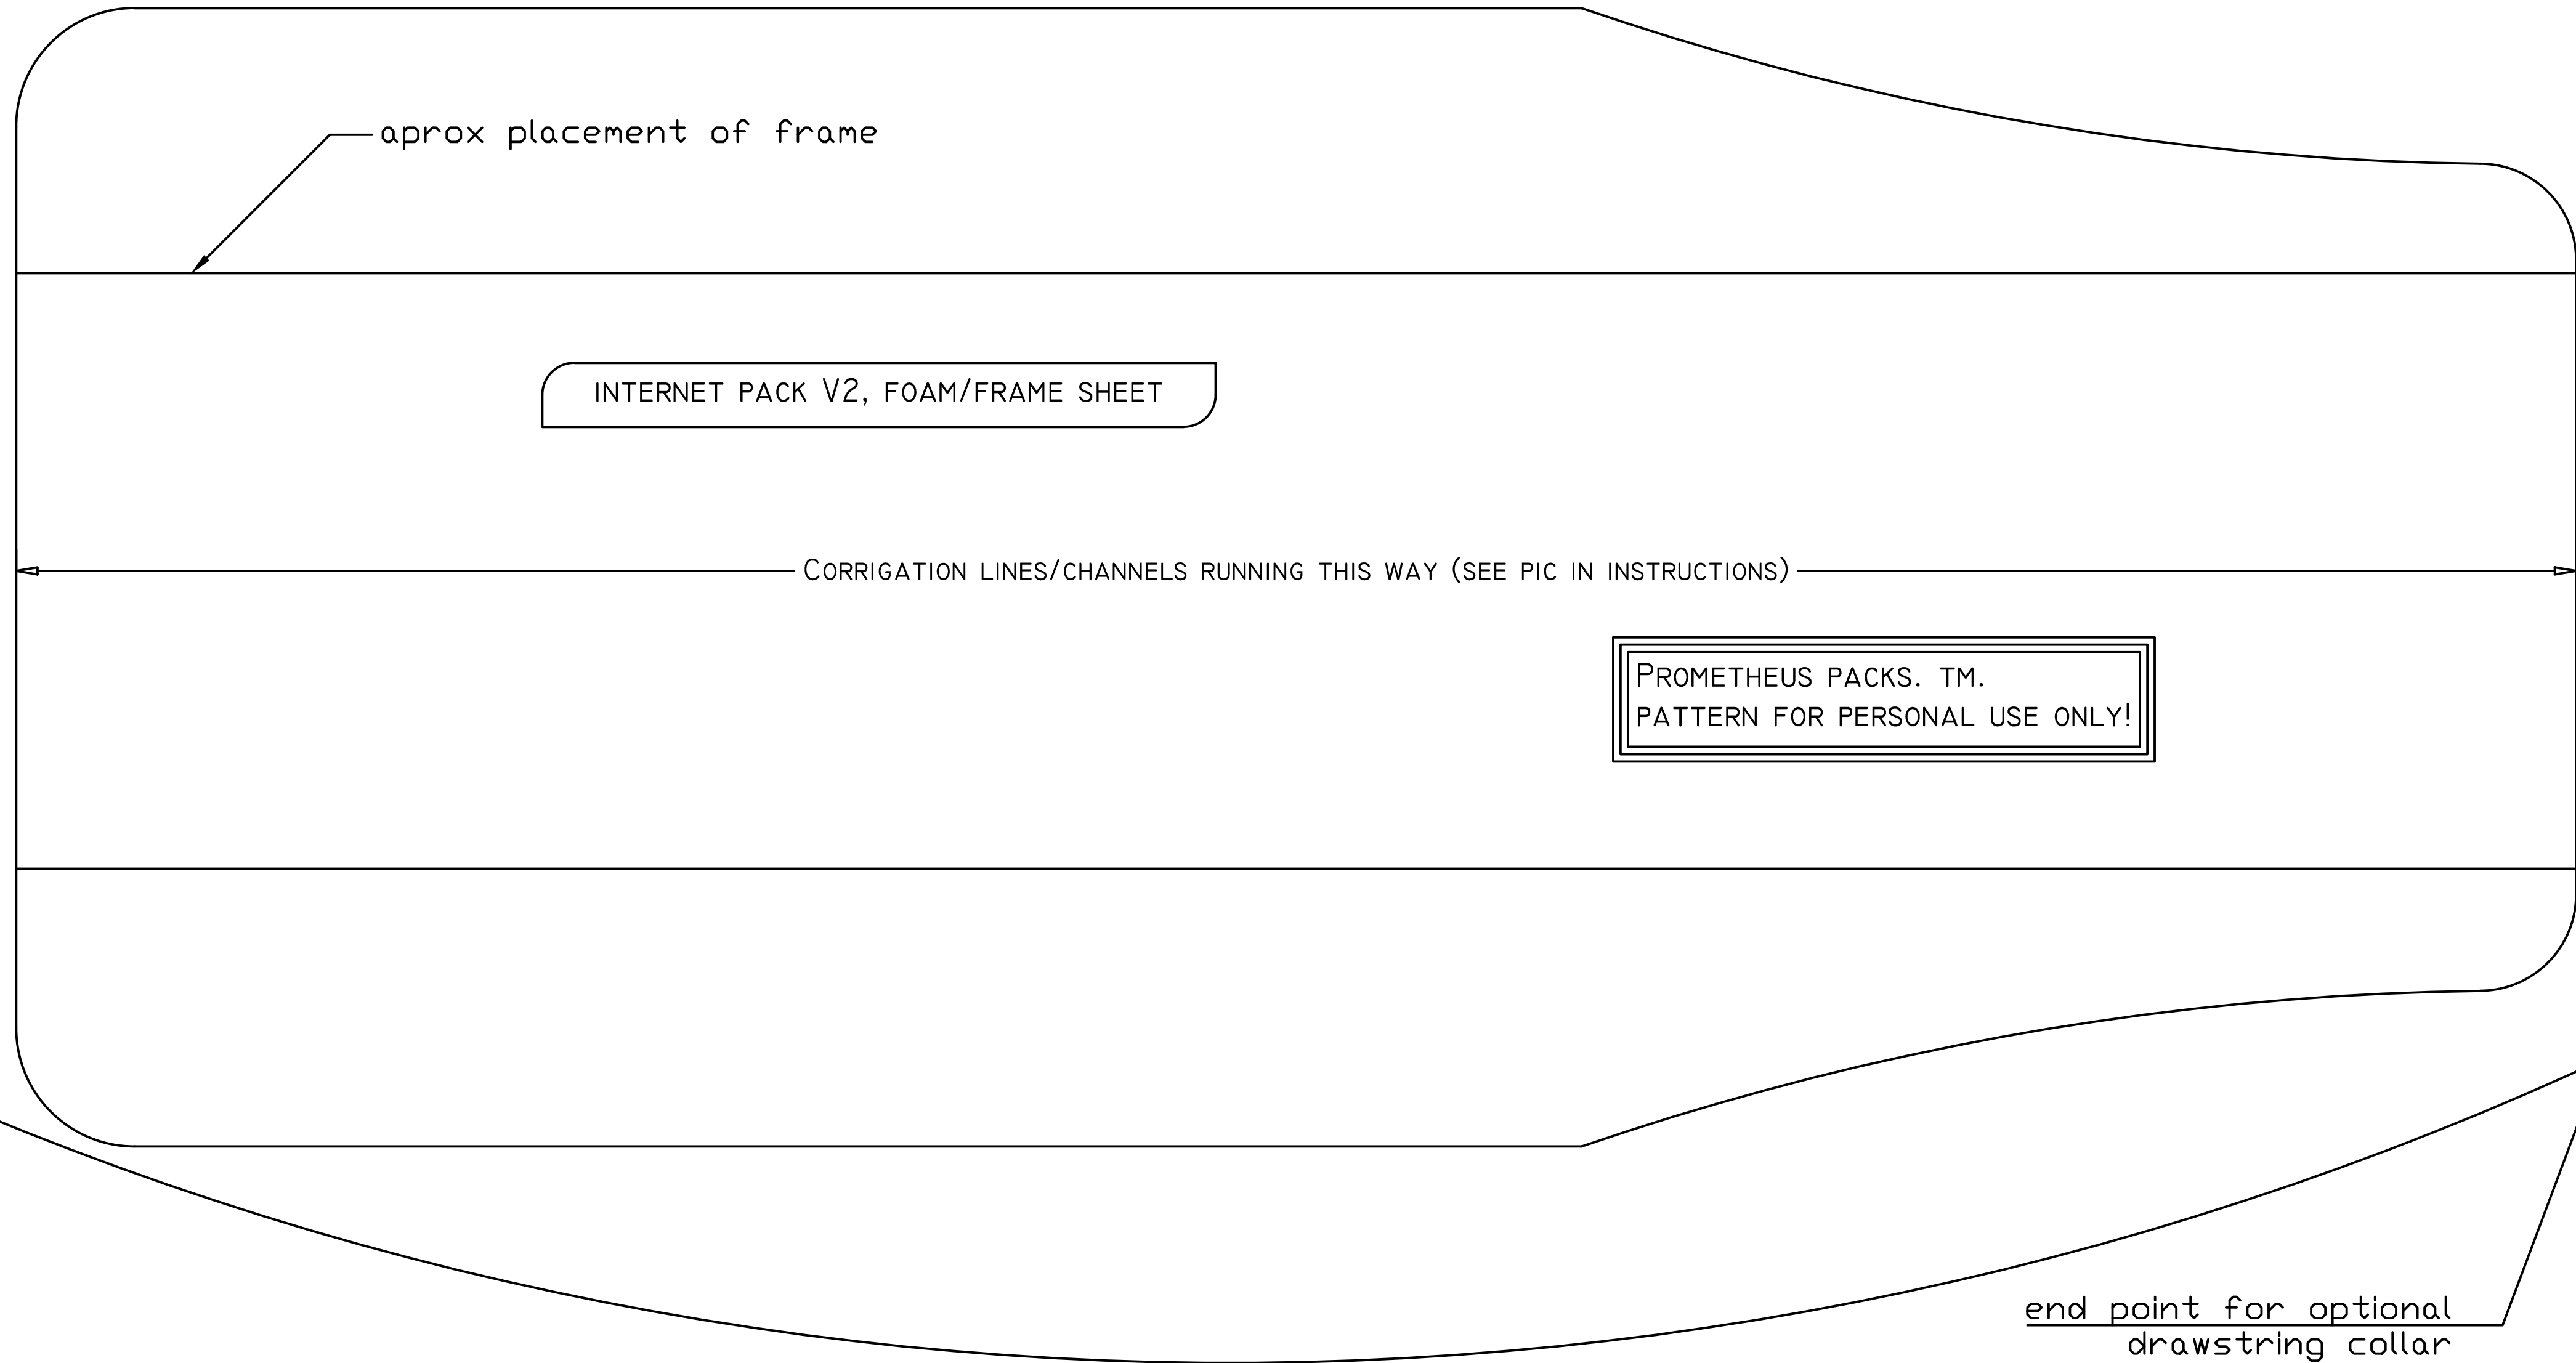 aprox placement of frame
INTERNET PACK V2, FOAM/FRAME SHEET
CORRIGATION LINES/CHANNELS RUNNING THIS WAY (SEE PIC IN INSTRUCTIONS)
PROMETHEUS PACKS. TM.
PATTERN FOR PERSONAL USE ONLY!
end point for optional
drawstring collar